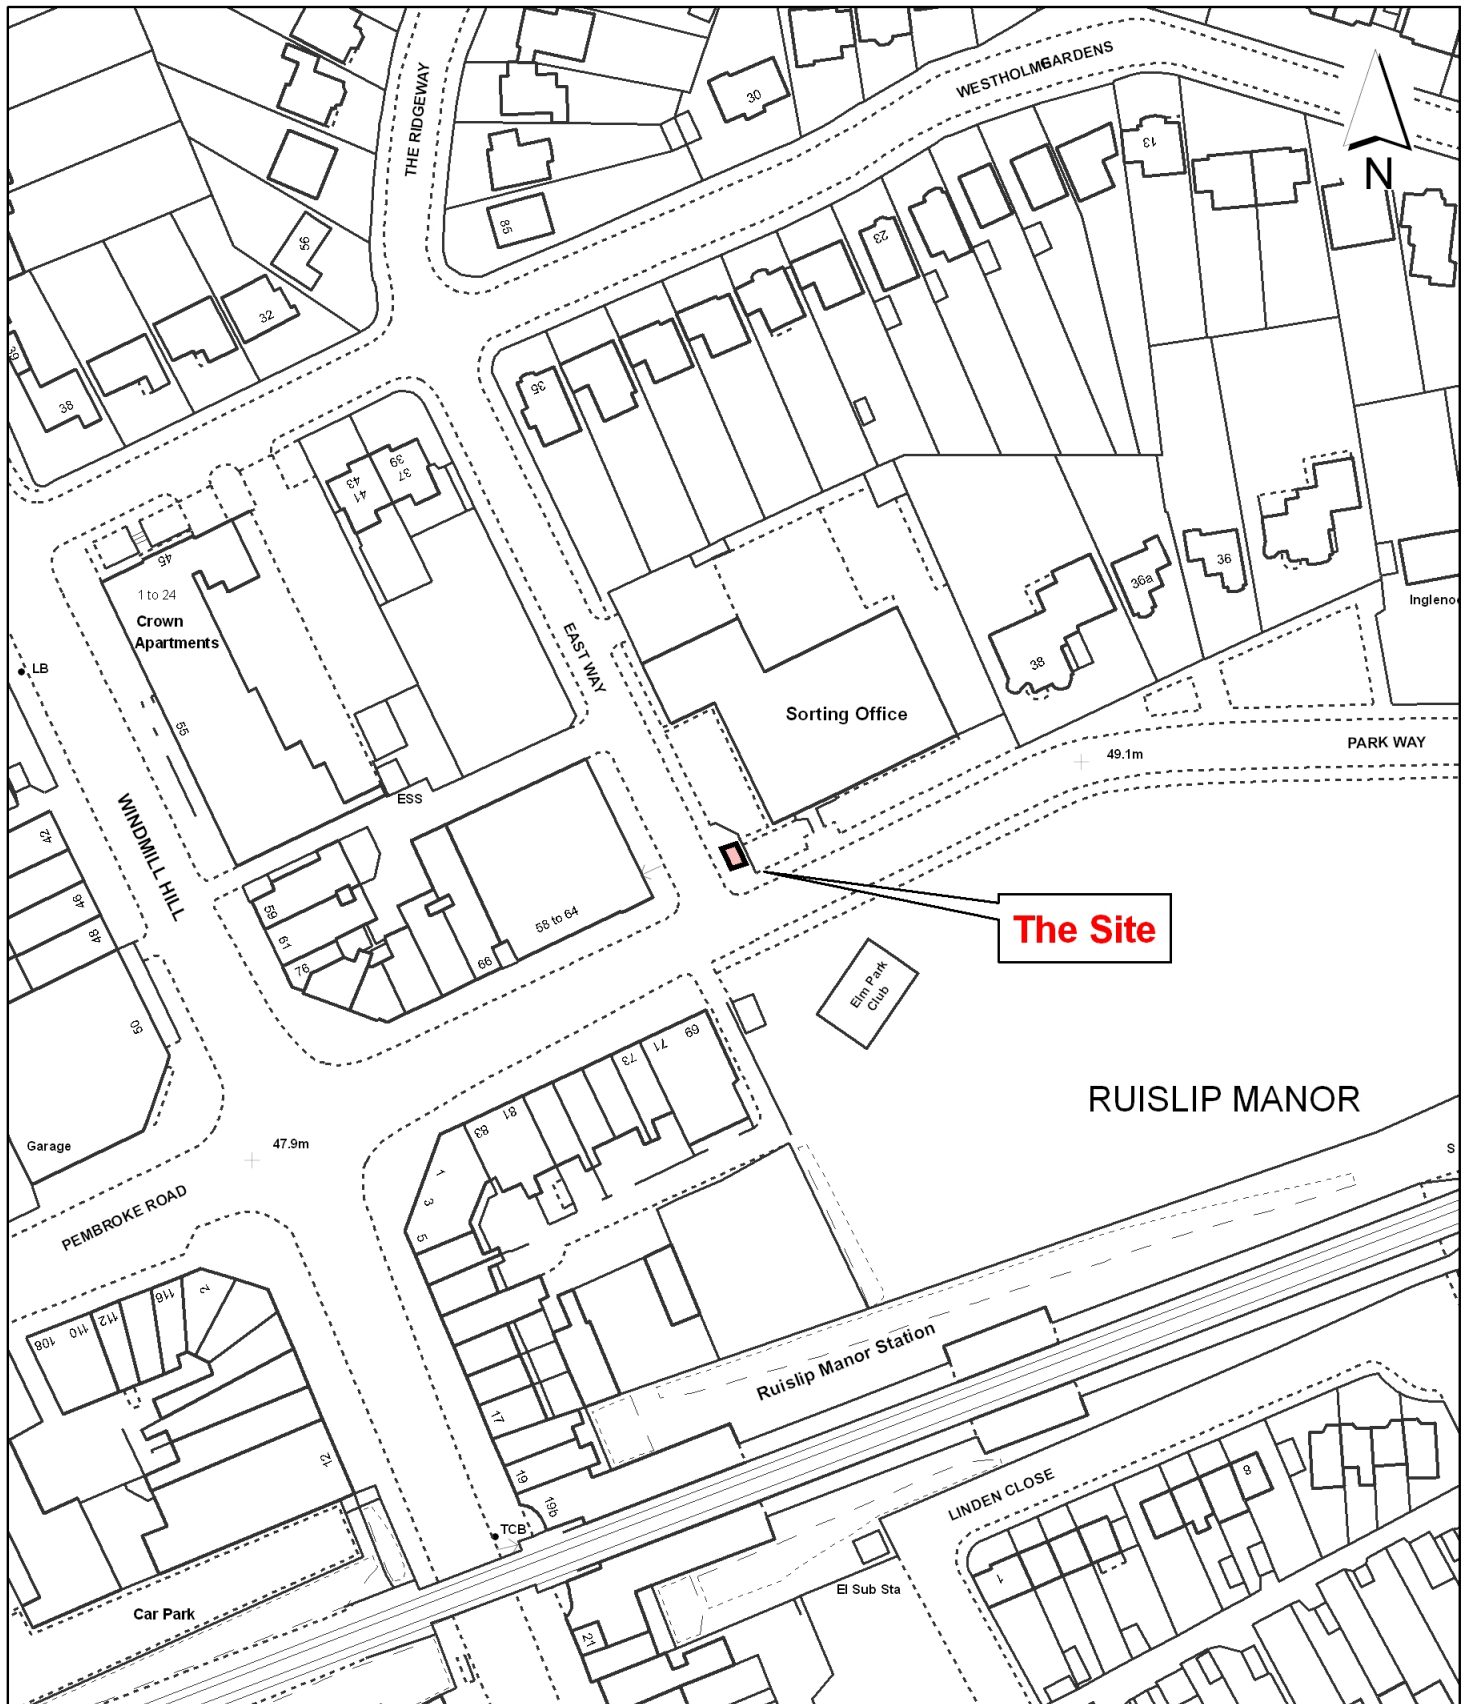 THE RIDGEWAY
30
WESTHOLME GARDENS
N
13
85
56
23
32
39
38
35
39
37
43
41
45
1 to 24
Crown
Apartments
55
LB
EAST WAY
Sorting Office
38
36a
36
Ingleno
PARK WAY
49.1m
ESS
WINDMILL HILL
42
46
48
50
59
61
76
66
58 to 64
The Site
Elm Park
Club
69
71
73
81
83
RUISLIP MANOR
Garage
47.9m
PEMBROKE ROAD
1
3
5
S
108
110
112
116
2
12
17
19
19b
Ruislip Manor Station
TCB
LINDEN CLOSE
8
1
El Sub Sta
Car Park
21